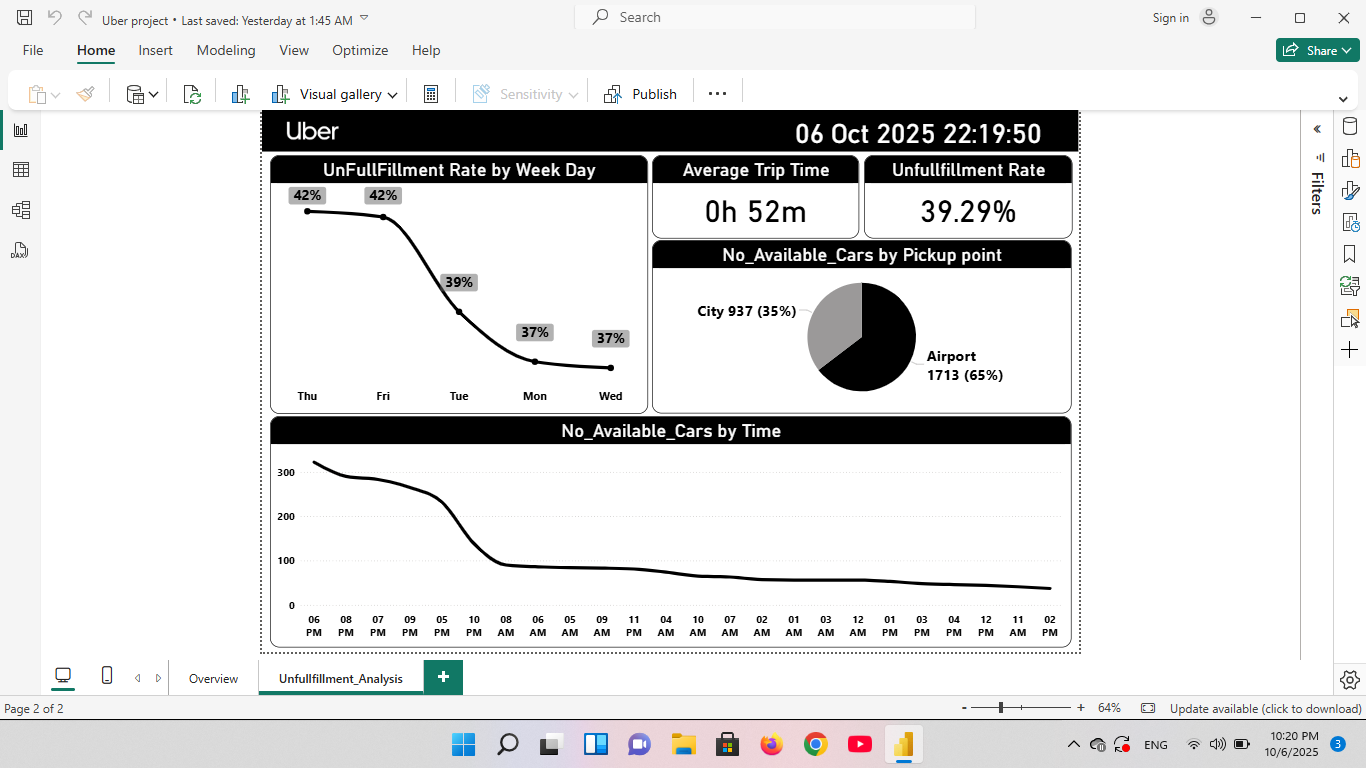 Uber project • Last saved: Yesterday at 1:45 AM
Search
Sign in
File Home Insert Modeling View Optimize Help
Share
Visual gallery
Sensitivity
Publish
Uber
06 Oct 2025 22:19:50
UnFullFillment Rate by Week Day
42% 42% 39% 37% 37%
Thu Fri Tue Mon Wed
Average Trip Time
0h 52m
Unfullfillment Rate
39.29%
No_Available_Cars by Pickup point
City 937 (35%)
Airport
1713 (65%)
No_Available_Cars by Time
300
200
100
0
06 08 07 09 05 10 08 06 05 09 11 04 10 07 02 01 03 12 01 03 04 12 11 02
PM PM PM PM PM PM AM AM AM AM PM AM AM AM AM AM AM AM PM PM PM PM AM PM
Filters
DAX
Overview
Unfullfillment_Analysis
+
Page 2 of 2
- + 64%
Update available (click to download)
ENG
10:20 PM
10/6/2025
3